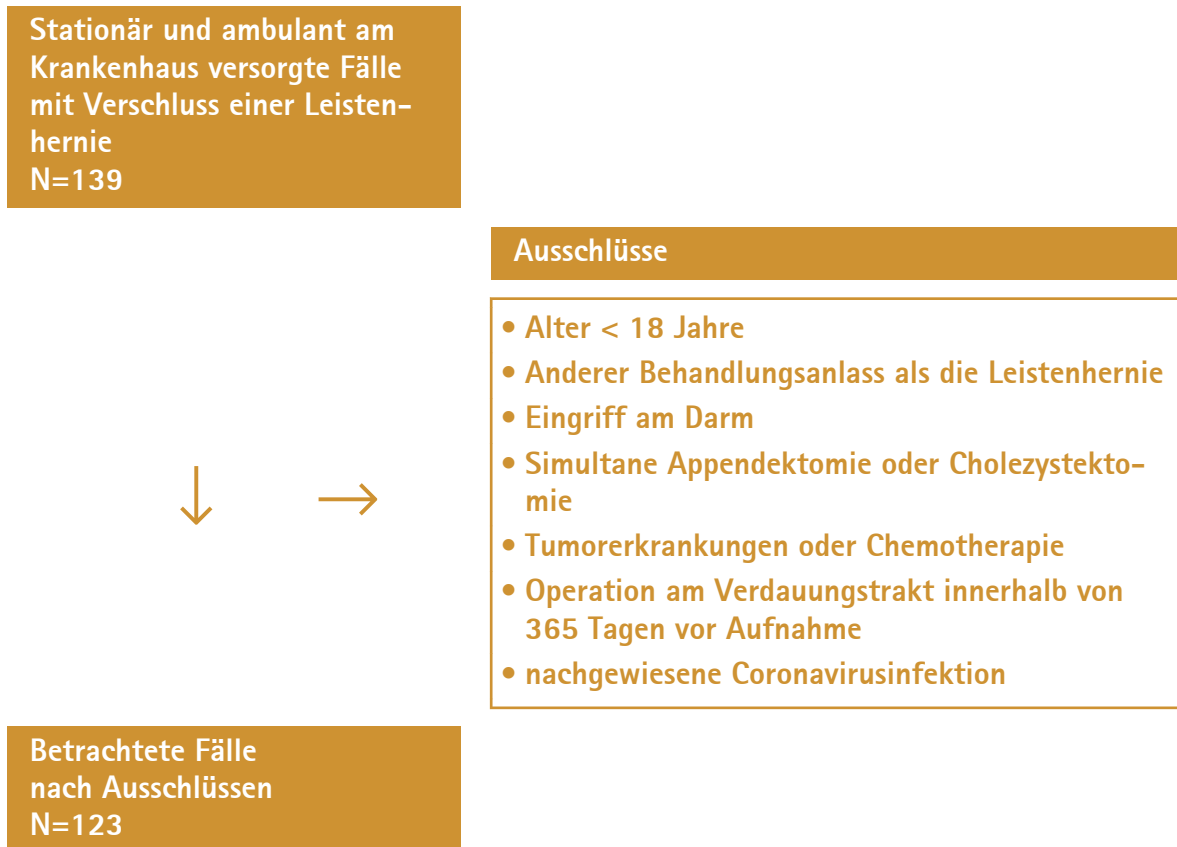 Stationär und ambulant am
Krankenhaus versorgte Fälle
mit Verschluss einer Leisten-
hernie
N=139
Ausschlüsse
• Alter < 18 Jahre
• Anderer Behandlungsanlass als die Leistenhernie
• Eingriff am Darm
• Simultane Appendektomie oder Cholezystekto-
mie
• Tumorerkrankungen oder Chemotherapie
• Operation am Verdauungstrakt innerhalb von
365 Tagen vor Aufnahme
• nachgewiesene Coronavirusinfektion
Betrachtete Fälle
nach Ausschlüssen
N=123